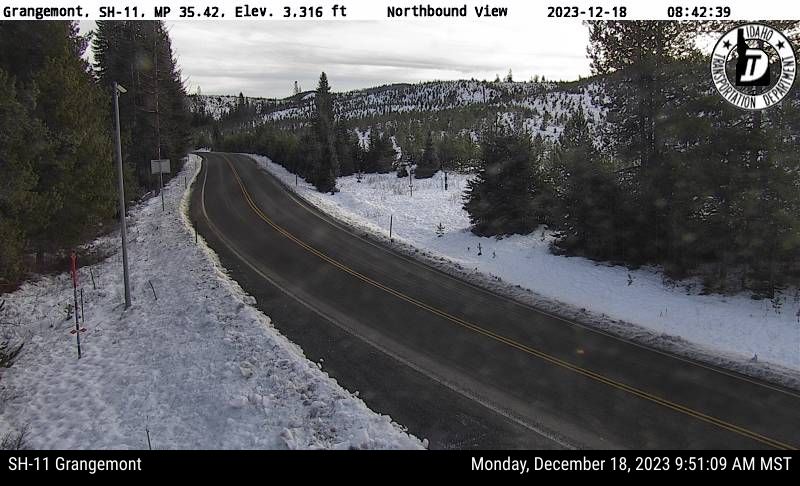 Grangemont, SH-11, MP 35.42, Elev. 3,316 ft Northbound View 2023-12-18 08:42:39
IDAHO
TRANSPORTATION DEPARTMENT
SH-11 Grangemont Monday, December 18, 2023 9:51:09 AM MST